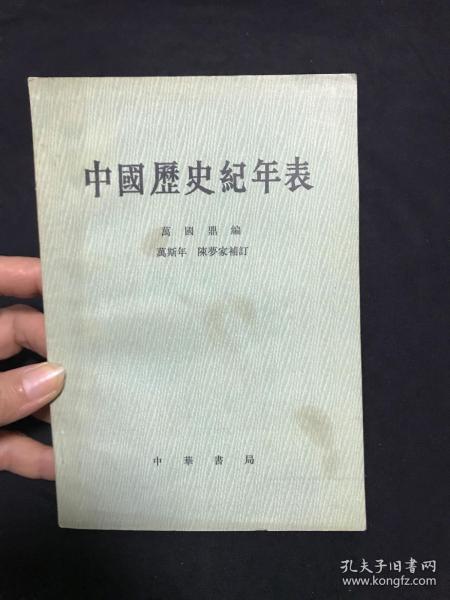 中國歷史紀年表
萬國鼎編
萬斯年 陳夢家補訂
中華書局
孔夫子旧书网
www.kongfz.com